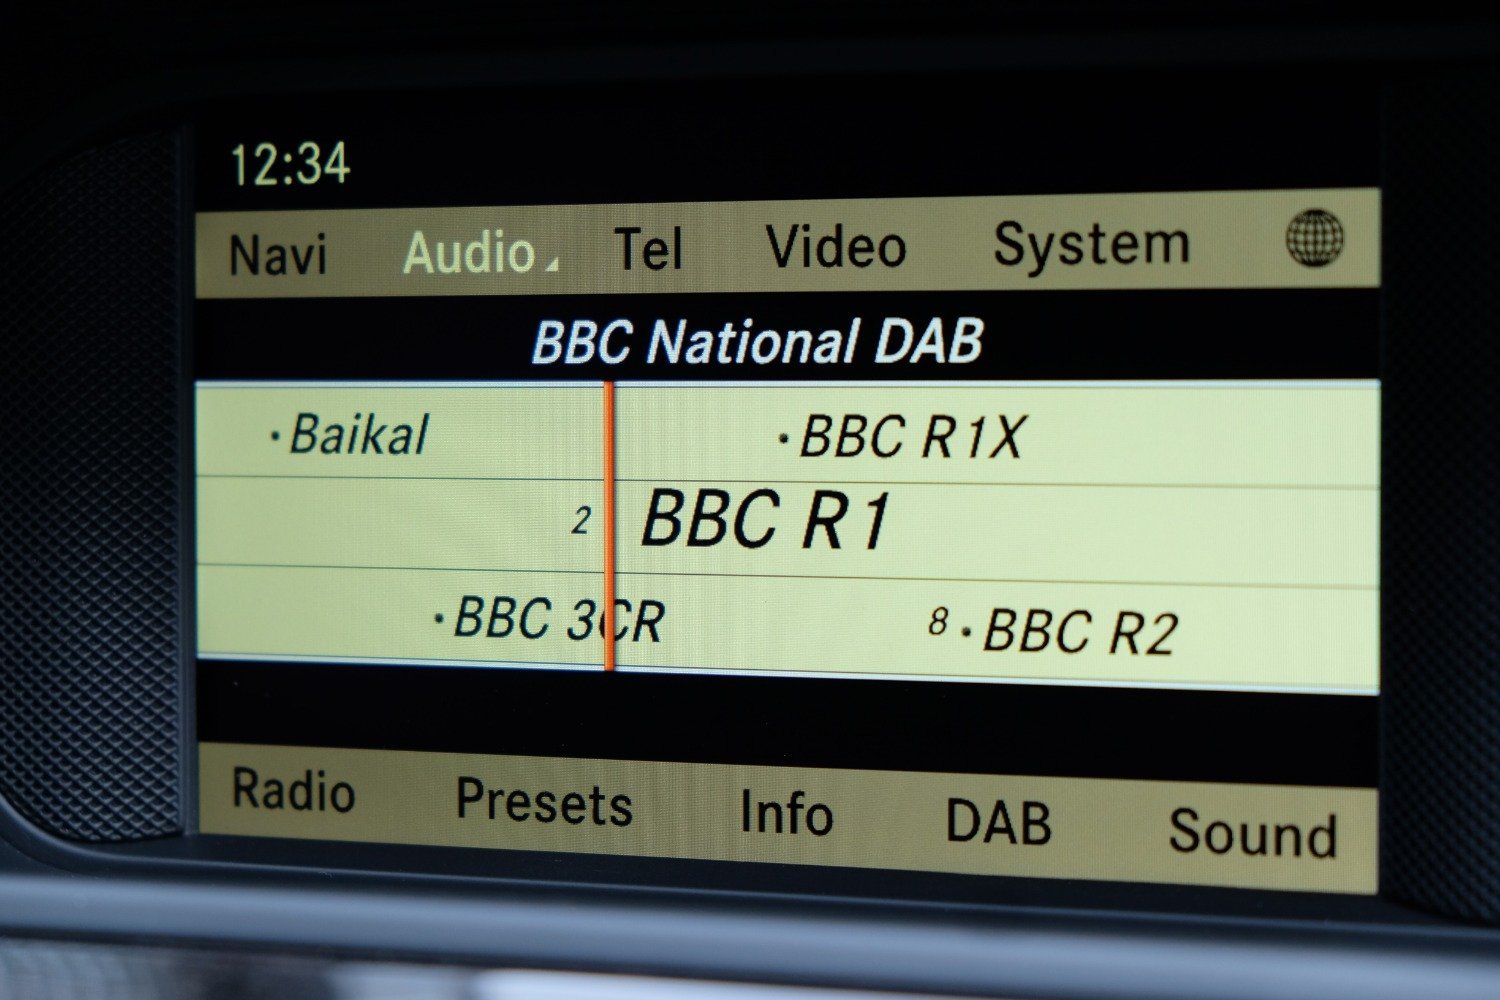 12:34
Navi Audio Tel Video System
BBC National DAB
·Baikal ·BBC R1X
2 BBC R1
·BBC 3CR 8 ·BBC R2
Radio Presets Info DAB Sound